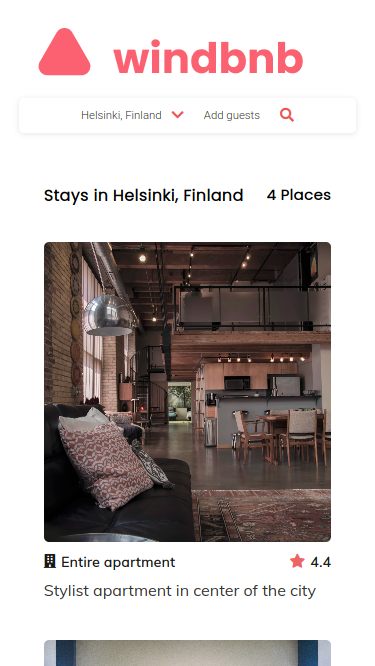 windbnb
Helsinki, Finland Add guests
Stays in Helsinki, Finland 4 Places
Entire apartment 4.4
Stylist apartment in center of the city